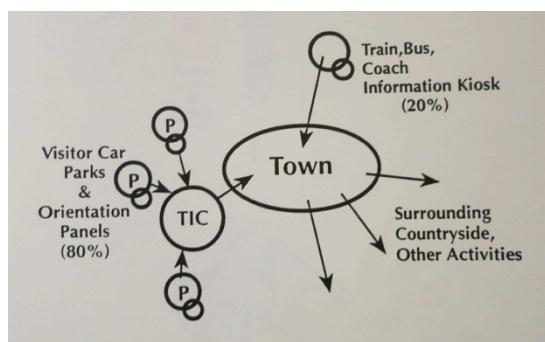 Train,Bus,
Coach
Information Kiosk
(20%)
P
Visitor Car
Parks
&
Orientation
Panels
(80%)
P
TIC
Town
Surrounding
Countryside,
Other Activities
P